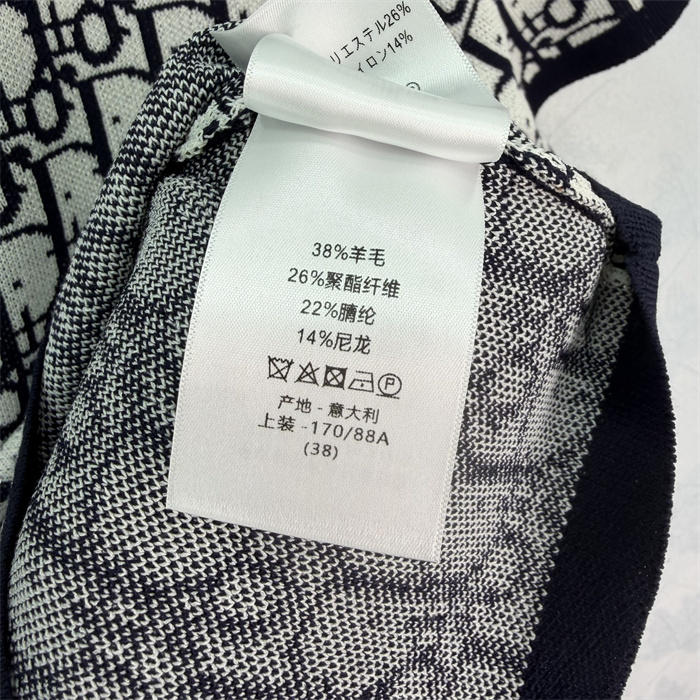 リエステル26%
イロン14%
38%羊毛
26%聚酯纤维
22%腈纶
14%尼龙
P
产地 - 意大利
上装 -170/88A
(38)